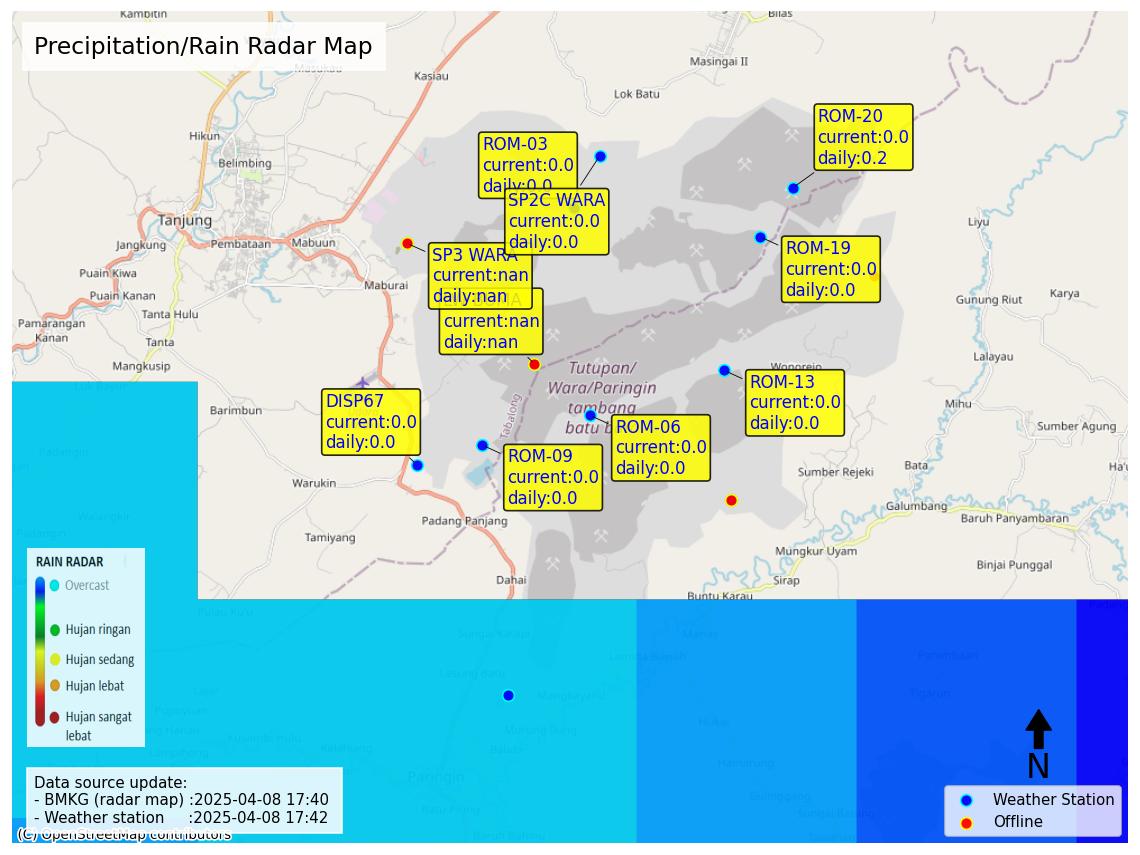 Kambitin
Bilas
Precipitation/Rain Radar Map
Masukau
Kasiau
Masingai II
Lok Batu
ROM-20
current:0.0
daily:0.2
Hikun
ROM-03
current:0.0
daily:0.0
Belimbing
SP2C WARA
current:0.0
daily:0.0
Tanjung
Liyu
Jangkung
Pembataan
Mabuun
ROM-19
current:0.0
daily:0.0
SP3 WARA
current:nan
daily:nan
Puain Kiwa
Maburai
Puain Kanan
Gunung Riut
Karya
current:nan
daily:nan
Tanta Hulu
Pamarangan
Kanan
Tanta
Lalayau
Mangkusip
Tutupan/
Wara/Paringin
tambang
batu b
Wonorejo
ROM-13
current:0.0
daily:0.0
DISP67
current:0.0
daily:0.0
Barimbun
Mihu
Tabalong
ROM-06
current:0.0
daily:0.0
Sumber Agung
ROM-09
current:0.0
daily:0.0
Bata
Ha'u
Sumber Rejeki
Warukin
Galumbang
Padang Panjang
Baruh Panyambaran
Tamiyang
Mungkur Uyam
Binjai Punggal
Dahai
Sirap
Buntu Karau
RAIN RADAR
Overcast
Hujan ringan
Hujan sedang
Hujan lebat
Hujan sangat
lebat
Paringin
N
Data source update:
- BMKG (radar map) :2025-04-08 17:40
- Weather station :2025-04-08 17:42
Weather Station
Offline
(C) OpenStreetMap contributors